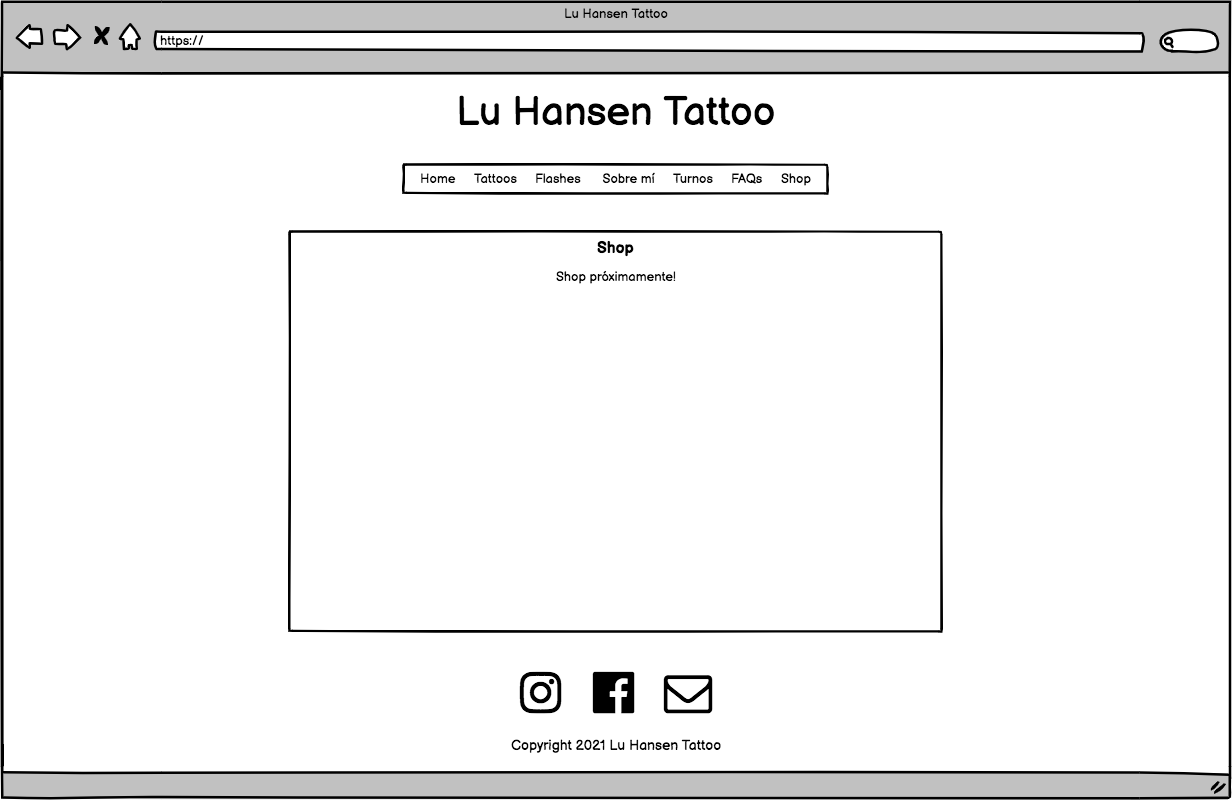 Lu Hansen Tattoo
https://
Lu Hansen Tattoo
Home Tattoos Flashes Sobre mí Turnos FAQs Shop
Shop
Shop próximamente!
Copyright 2021 Lu Hansen Tattoo